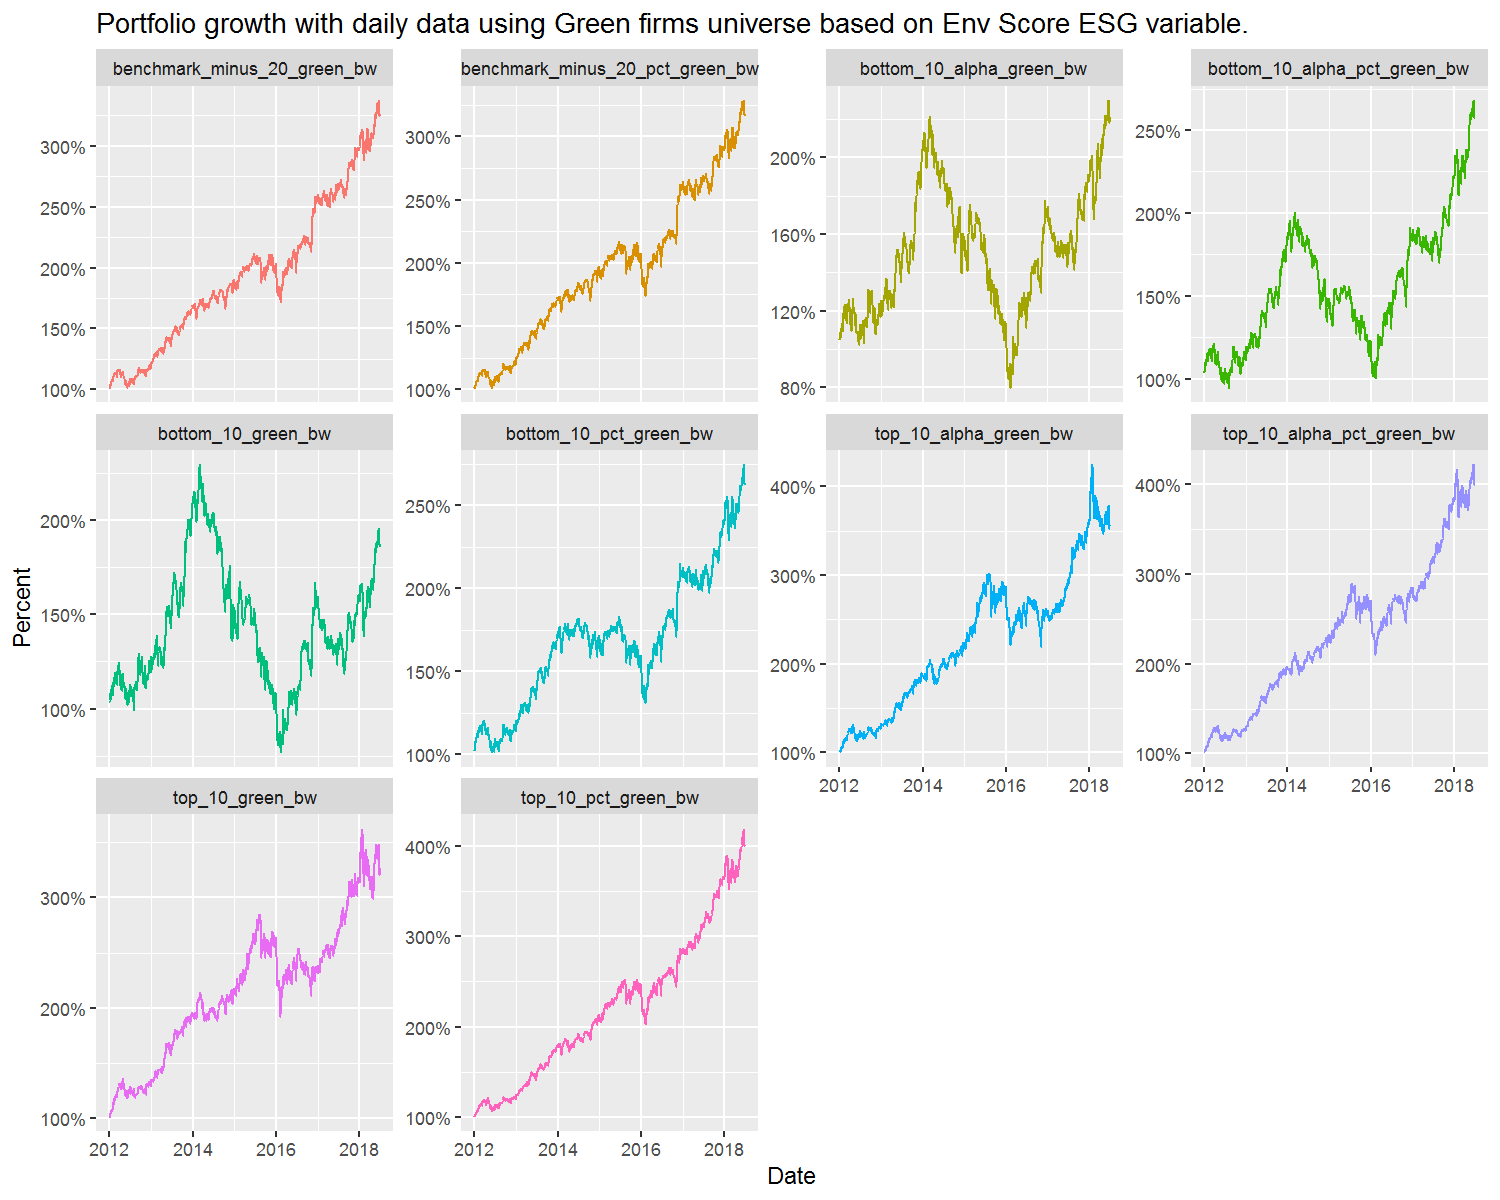 Portfolio growth with daily data using Green firms universe based on Env Score ESG variable.
benchmark_minus_20_green_bw
benchmark_minus_20_pct_green_bw
bottom_10_alpha_green_bw
bottom_10_alpha_pct_green_bw
300%
250%
200%
150%
100%
300%
250%
200%
150%
100%
200%
160%
120%
80%
250%
200%
150%
100%
bottom_10_green_bw
bottom_10_pct_green_bw
top_10_alpha_green_bw
top_10_alpha_pct_green_bw
200%
150%
100%
250%
200%
150%
100%
400%
300%
200%
100%
400%
300%
200%
100%
2012 2014 2016 2018
2012 2014 2016 2018
top_10_green_bw
top_10_pct_green_bw
300%
200%
100%
400%
300%
200%
100%
2012 2014 2016 2018
2012 2014 2016 2018
Percent
Date